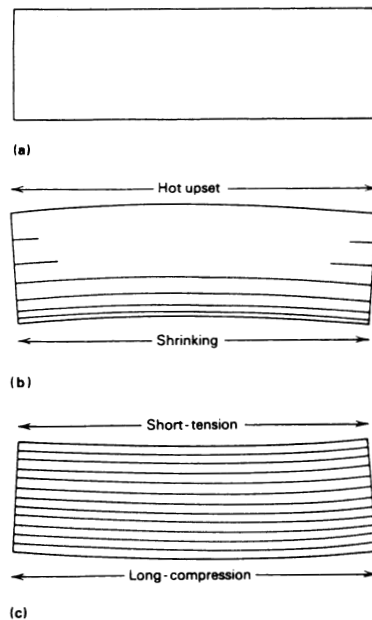 (a)
Hot upset
Shrinking
(b)
Short-tension
Long-compression
(c)